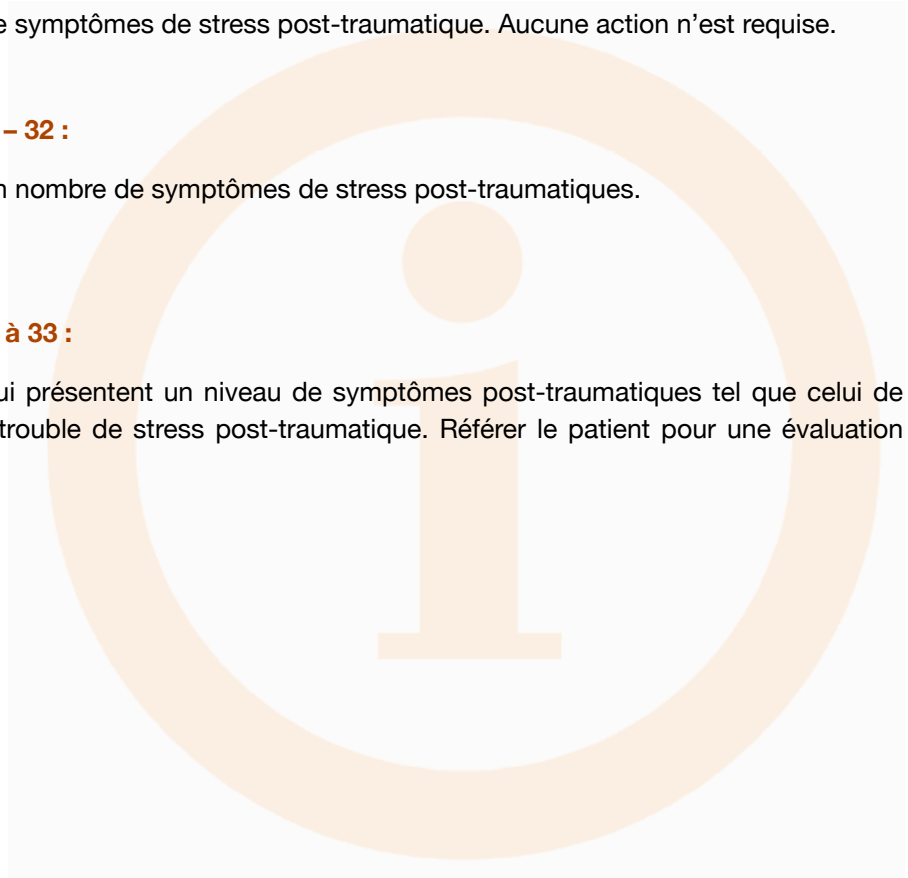 e symptômes de stress post-traumatique. Aucune action n’est requise.
– 32 :
n nombre de symptômes de stress post-traumatiques.
à 33 :
ui présentent un niveau de symptômes post-traumatiques tel que celui de
trouble de stress post-traumatique. Référer le patient pour une évaluation